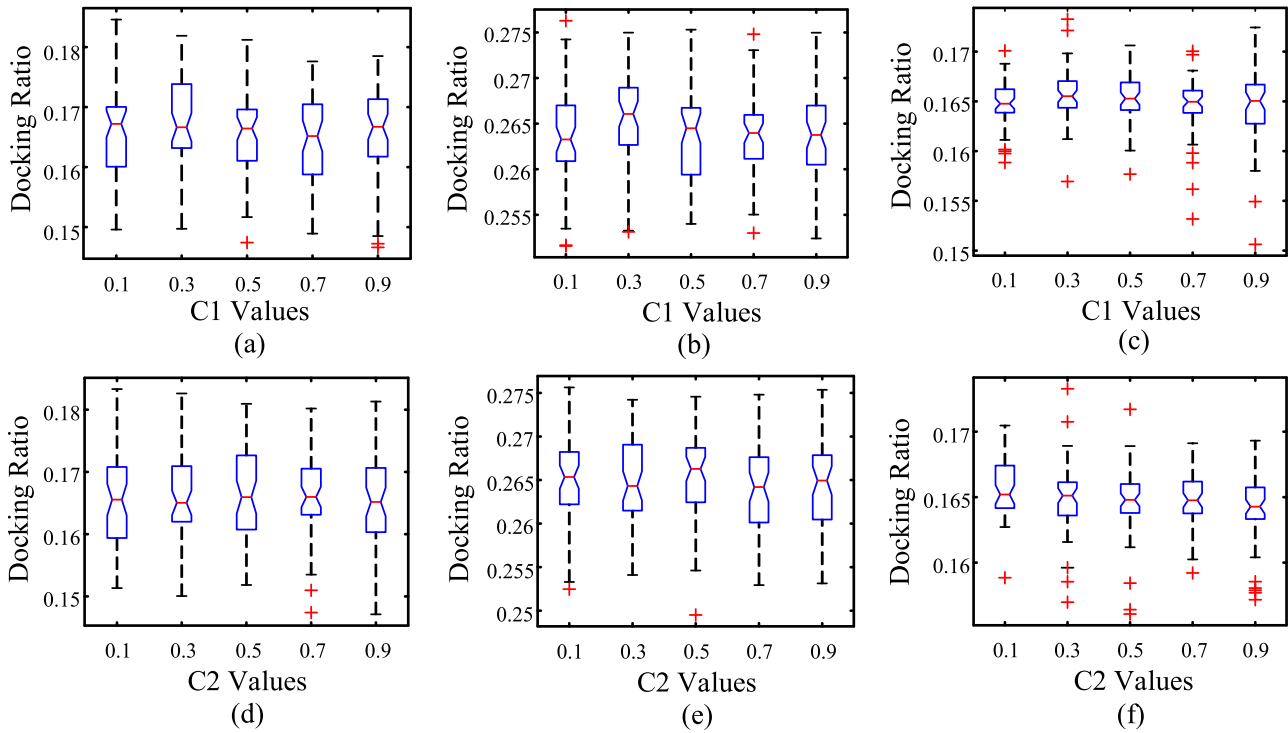 Docking Ratio
0.18
0.17
0.16
0.15
0.1 0.3 0.5 0.7 0.9
C1 Values
(a)
Docking Ratio
0.275
0.27
0.265
0.26
0.255
0.1 0.3 0.5 0.7 0.9
C1 Values
(b)
Docking Ratio
0.17
0.165
0.16
0.155
0.15
0.1 0.3 0.5 0.7 0.9
C1 Values
(c)
Docking Ratio
0.18
0.17
0.16
0.15
0.1 0.3 0.5 0.7 0.9
C2 Values
(d)
Docking Ratio
0.275
0.27
0.265
0.26
0.255
0.25
0.1 0.3 0.5 0.7 0.9
C2 Values
(e)
Docking Ratio
0.17
0.165
0.16
0.1 0.3 0.5 0.7 0.9
C2 Values
(f)